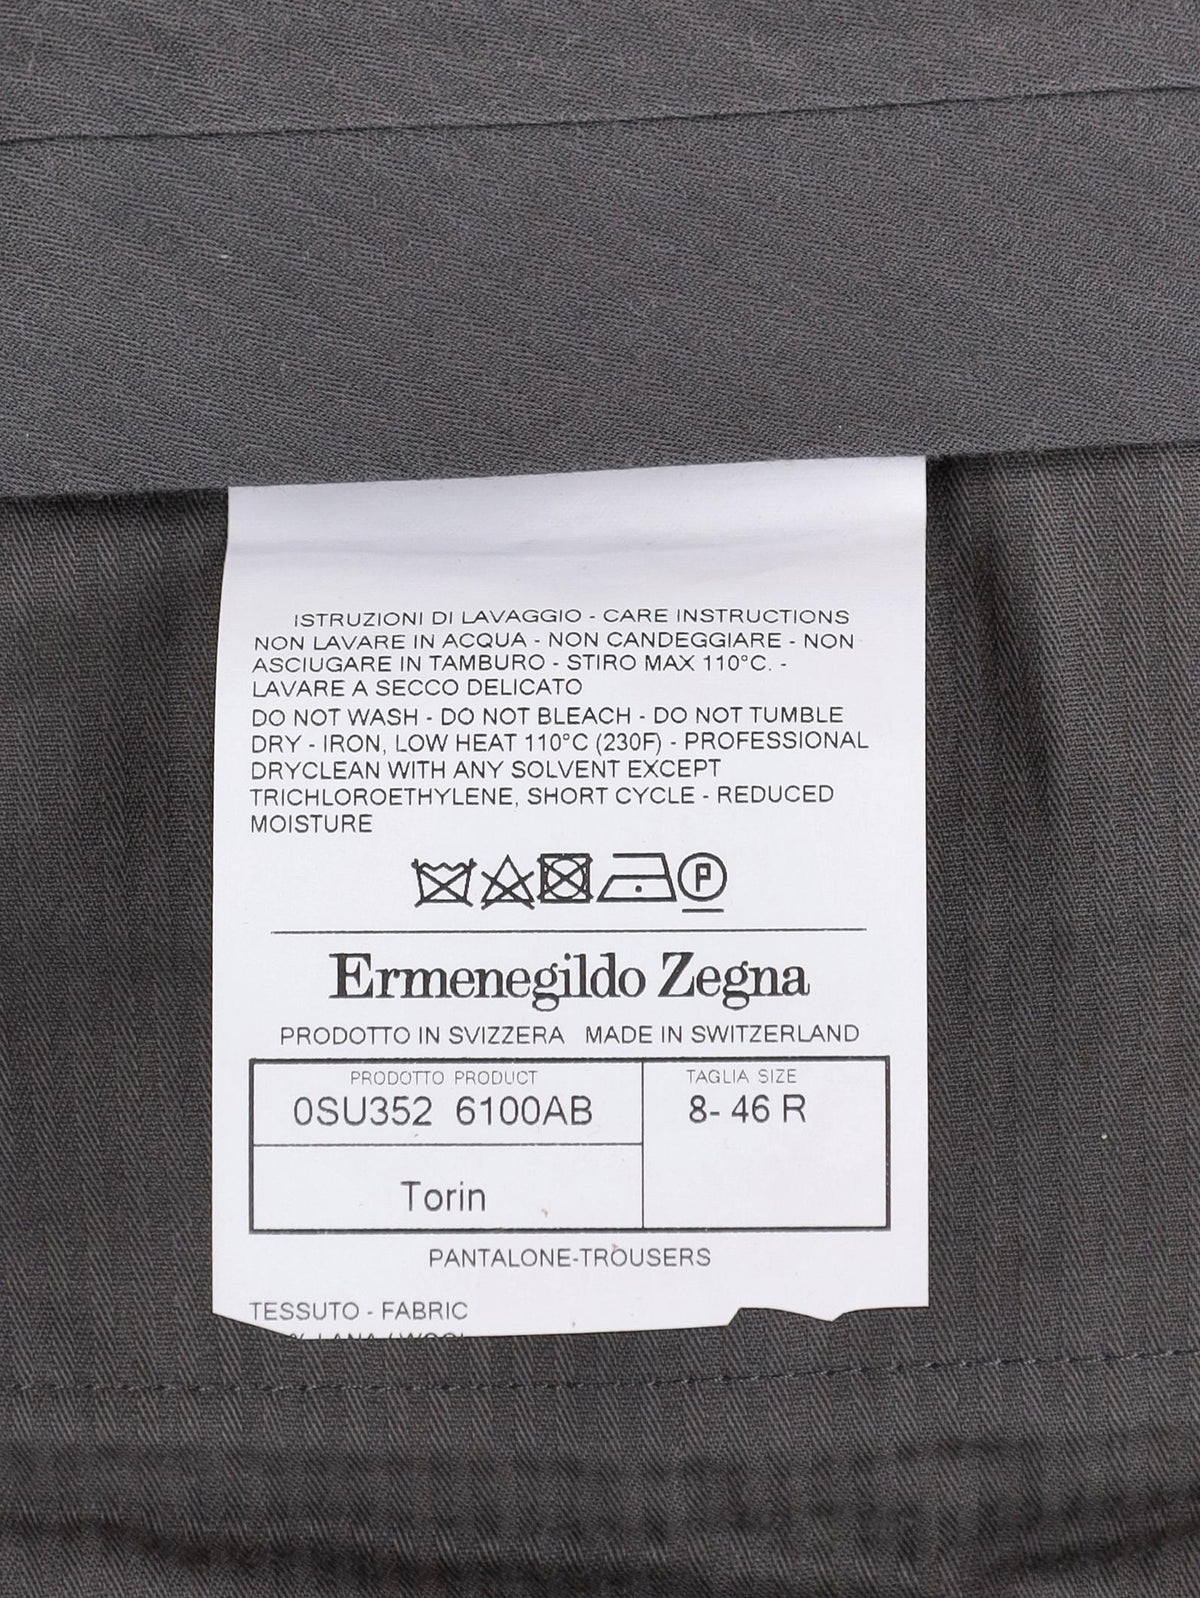 ISTRUZIONI DI LAVAGGIO - CARE INSTRUCTIONS
NON LAVARE IN ACQUA - NON CANDEGGIARE - NON
ASCIUGARE IN TAMBURO - STIRO MAX 110°C. -
LAVARE A SECCO DELICATO
DO NOT WASH - DO NOT BLEACH - DO NOT TUMBLE
DRY - IRON, LOW HEAT 110°C (230F) - PROFESSIONAL
DRYCLEAN WITH ANY SOLVENT EXCEPT
TRICHLOROETHYLENE, SHORT CYCLE - REDUCED
MOISTURE
P
Ermenegildo Zegna
PRODOTTO IN SVIZZERA MADE IN SWITZERLAND
PRODOTTO PRODUCT
0SU352 6100AB
TAGLIA SIZE
8- 46 R
Torin
PANTALONE-TROUSERS
TESSUTO - FABRIC
% LANA / WOOL